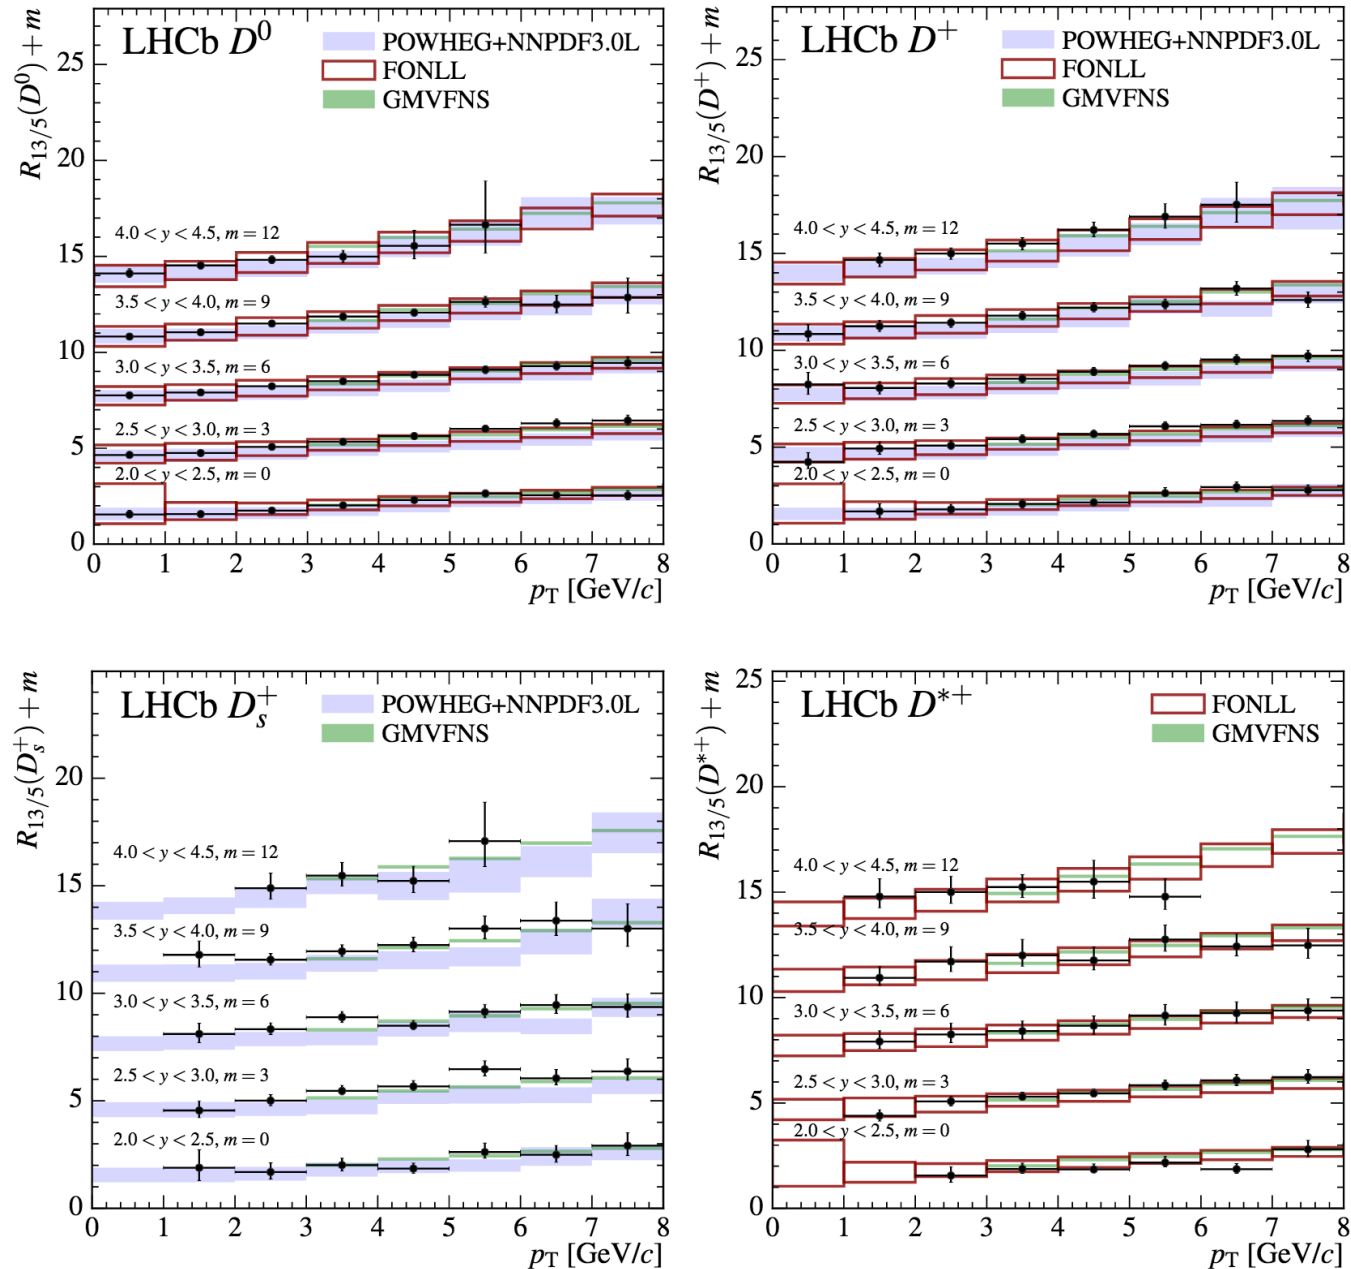 LHCb D⁰
POWHEG+NNPDF3.0L
FONLL
GMVFNS
R₁₃/₅(D⁰) + m
25
20
15
10
5
0
4.0 < y < 4.5, m = 12
3.5 < y < 4.0, m = 9
3.0 < y < 3.5, m = 6
2.5 < y < 3.0, m = 3
2.0 < y < 2.5, m = 0
0 1 2 3 4 5 6 7 8
p_T [GeV/c]
LHCb D⁺
POWHEG+NNPDF3.0L
FONLL
GMVFNS
R₁₃/₅(D⁺) + m
25
20
15
10
5
0
4.0 < y < 4.5, m = 12
3.5 < y < 4.0, m = 9
3.0 < y < 3.5, m = 6
2.5 < y < 3.0, m = 3
2.0 < y < 2.5, m = 0
0 1 2 3 4 5 6 7 8
p_T [GeV/c]
LHCb D_s⁺
POWHEG+NNPDF3.0L
GMVFNS
R₁₃/₅(D_s⁺) + m
20
15
10
5
0
4.0 < y < 4.5, m = 12
3.5 < y < 4.0, m = 9
3.0 < y < 3.5, m = 6
2.5 < y < 3.0, m = 3
2.0 < y < 2.5, m = 0
0 1 2 3 4 5 6 7 8
p_T [GeV/c]
LHCb D*⁺
FONLL
GMVFNS
R₁₃/₅(D*⁺) + m
25
20
15
10
5
0
4.0 < y < 4.5, m = 12
3.5 < y < 4.0, m = 9
3.0 < y < 3.5, m = 6
2.5 < y < 3.0, m = 3
2.0 < y < 2.5, m = 0
0 1 2 3 4 5 6 7 8
p_T [GeV/c]